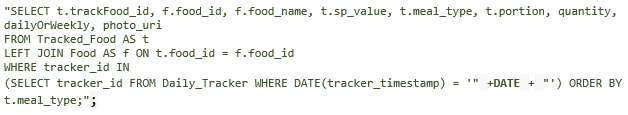 "SELECT t.trackFood_id, f.food_id, f.food_name, t.sp_value, t.meal_type, t.portion, quantity,
dailyOrWeekly, photo_uri
FROM Tracked_Food AS t
LEFT JOIN Food AS f ON t.food_id = f.food_id
WHERE tracker_id IN
(SELECT tracker_id FROM Daily_Tracker WHERE DATE(tracker_timestamp) = '" +DATE + "') ORDER BY
t.meal_type;";